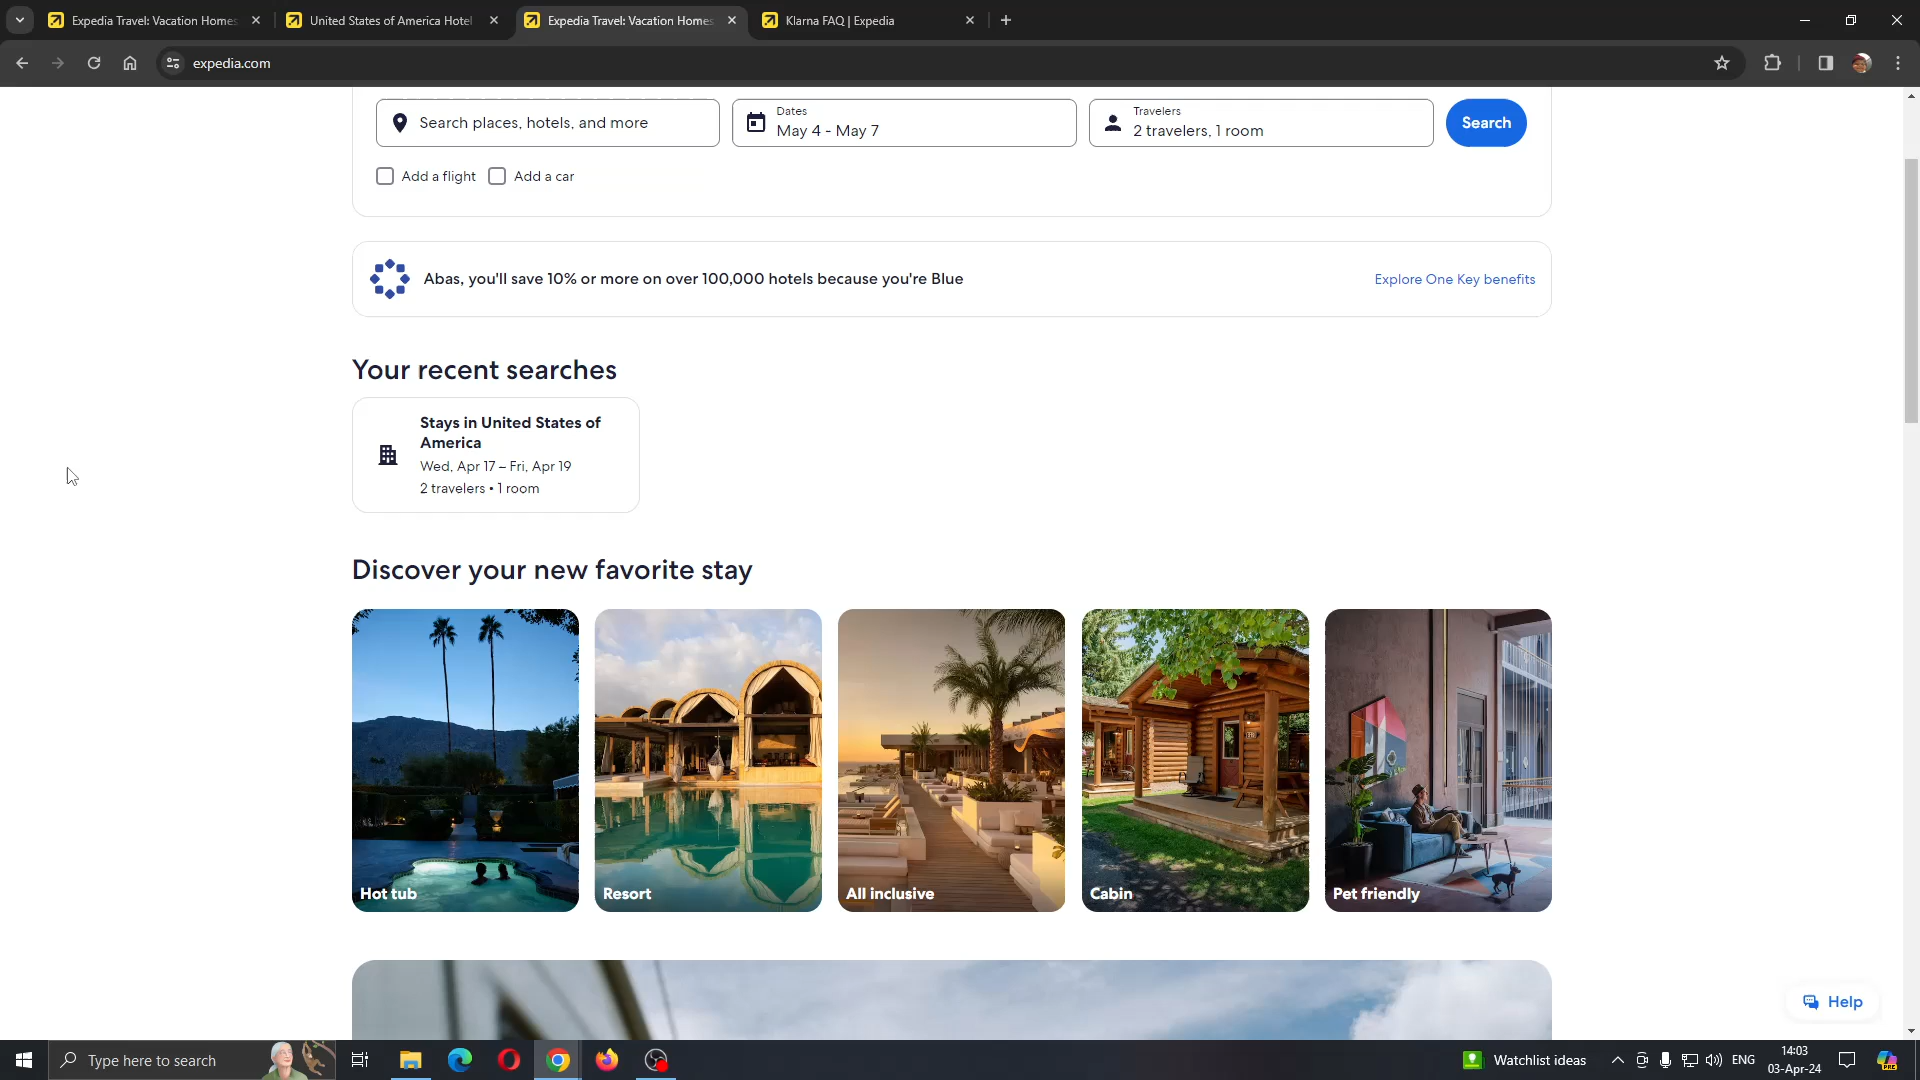 Expedia Travel: Vacation Homes
United States of America Hotel
Expedia Travel: Vacation Homes
Klarna FAQ | Expedia
expedia.com
Search places, hotels, and more
Dates
May 4 - May 7
Travelers
2 travelers, 1 room
Search
Add a flight
Add a car
Abas, you'll save 10% or more on over 100,000 hotels because you're Blue
Explore One Key benefits
Your recent searches
Stays in United States of
America
Wed, Apr 17 – Fri, Apr 19
2 travelers • 1 room
Discover your new favorite stay
Hot tub
Resort
All inclusive
Cabin
Pet friendly
Help
Type here to search
Watchlist ideas
ENG
14:03
03-Apr-24
PRE